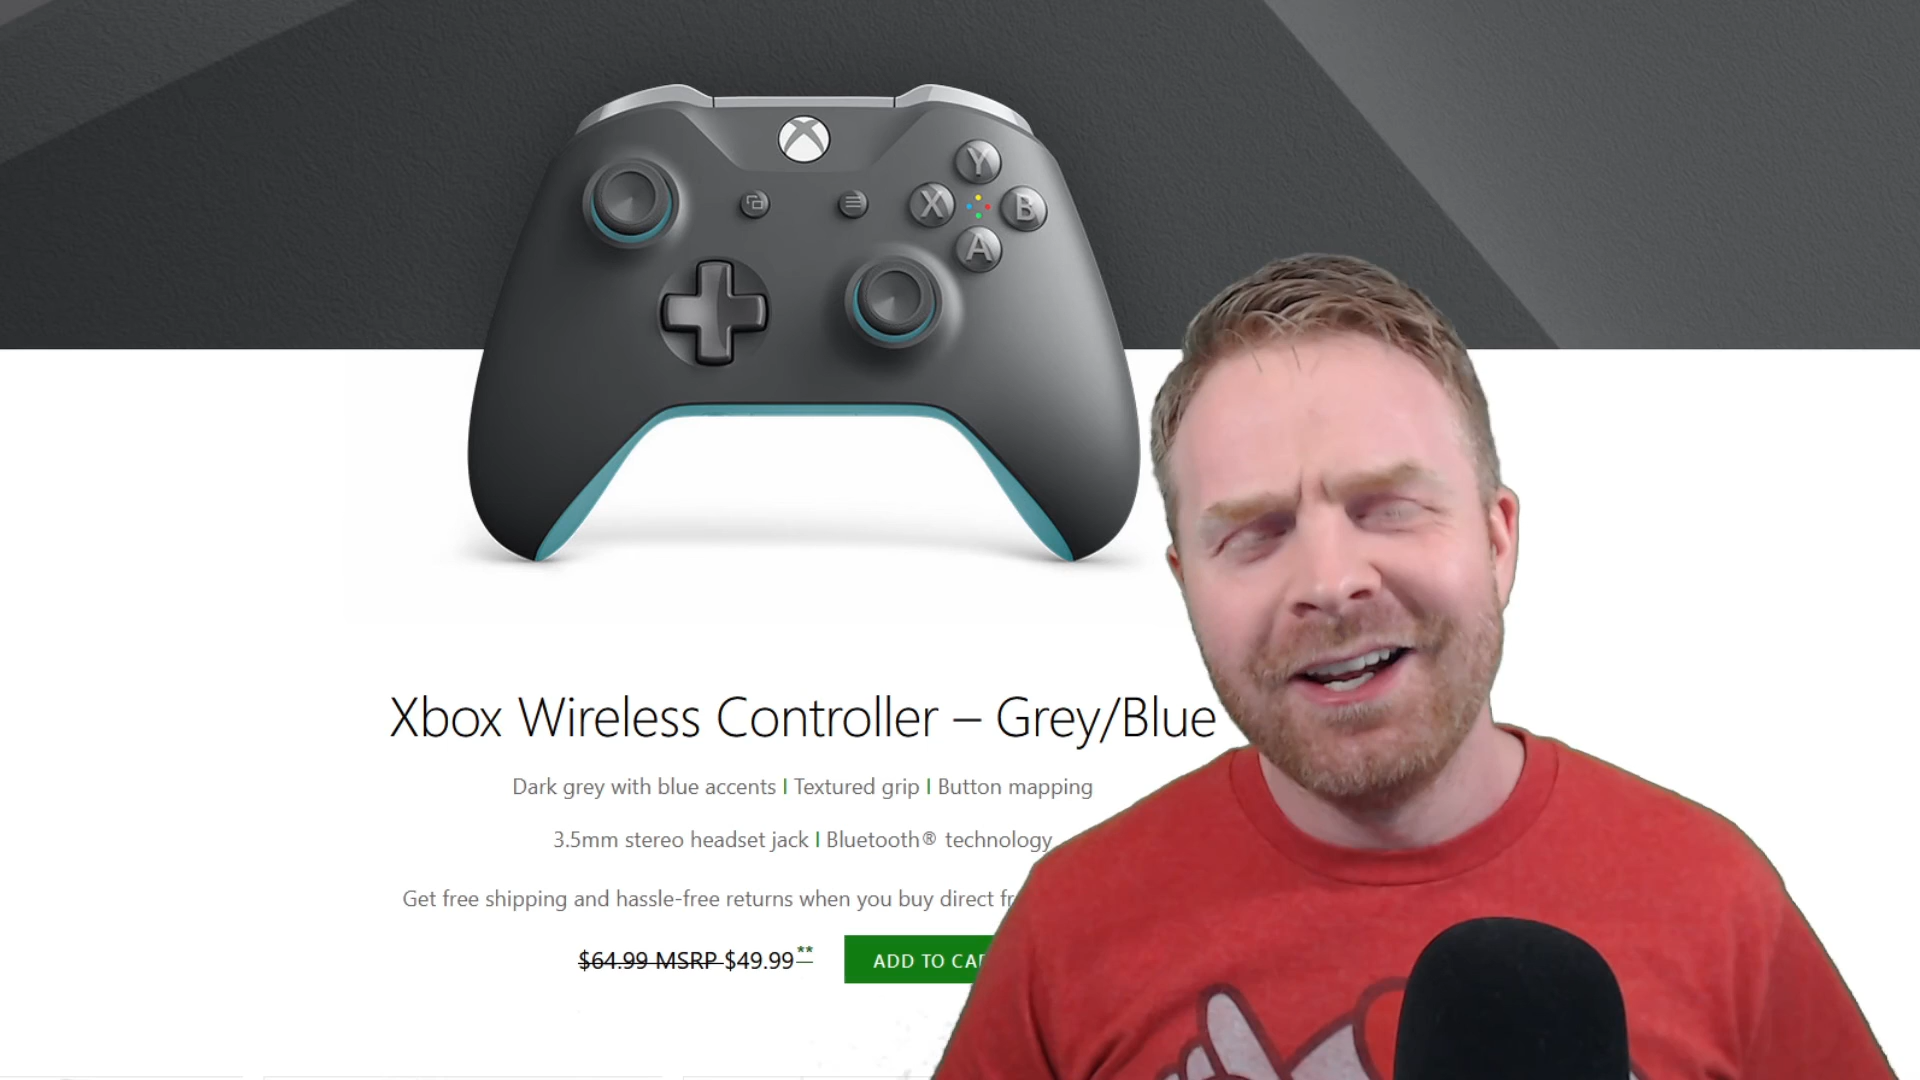 Y
X B
A
Xbox Wireless Controller – Grey/Blue
Dark grey with blue accents | Textured grip | Button mapping
3.5mm stereo headset jack | Bluetooth® technology
Get free shipping and hassle-free returns when you buy direct
$64.99 MSRP $49.99**
ADD TO